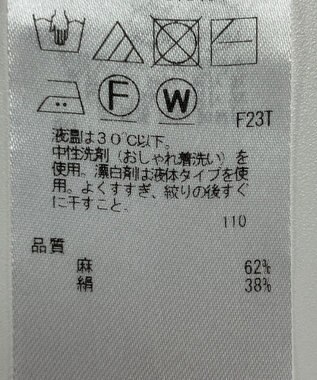 F
W
F23T
液温は30℃以下。
中性洗剤（おしゃれ着洗い）を
使用。漂白剤は液体タイプを使
用。よくすすぎ、絞りの後すぐ
に干すこと。
110
品質
麻 62%
絹 38%